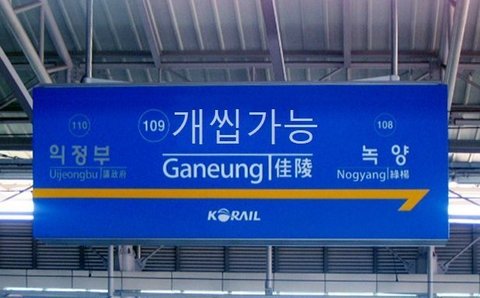 110
109
108
의정부
개씹가능
녹양
Uijeongbu 議政府
Ganeung 佳陵
Nogyang 綠楊
KORAIL